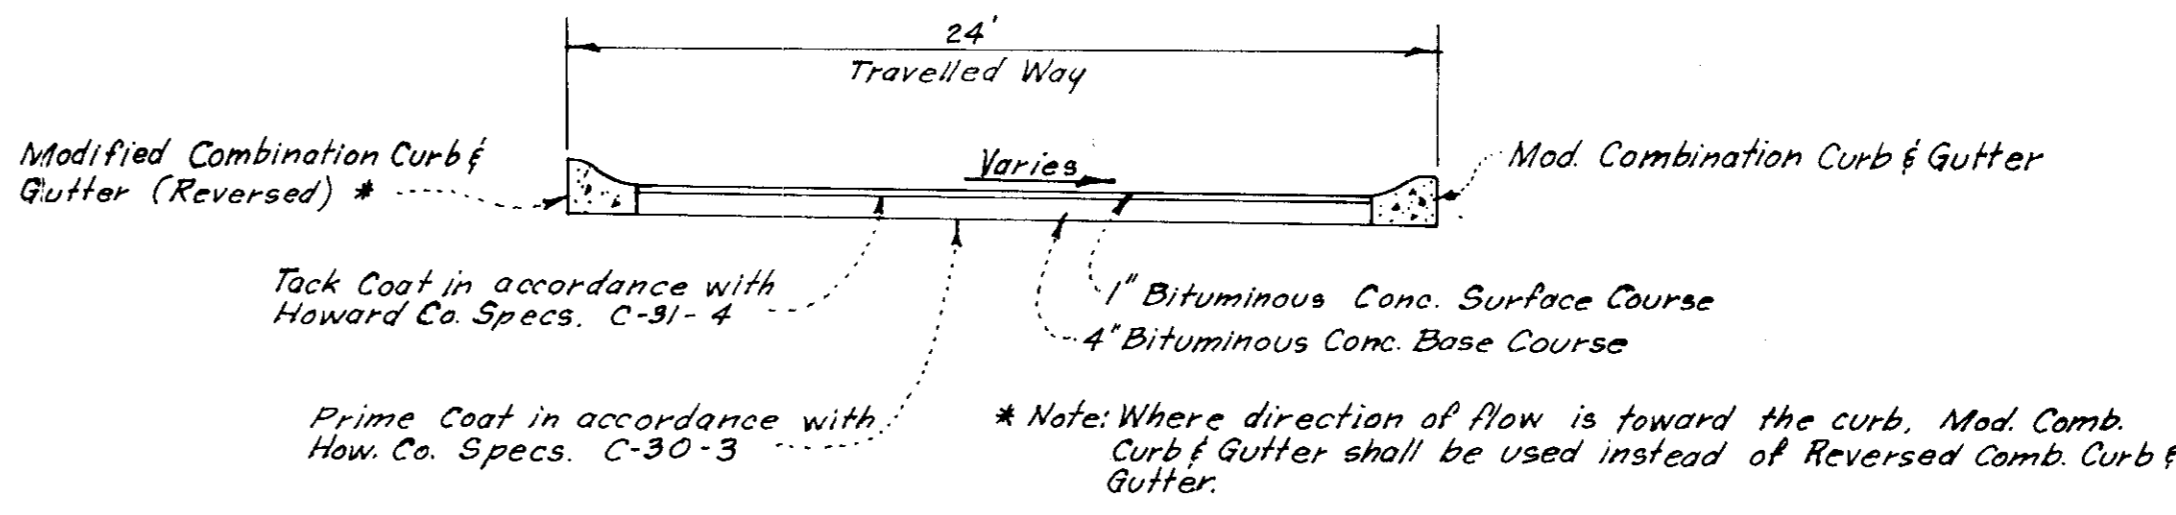 24'
Travelled Way
Modified Combination Curb &
Gutter (Reversed) *
Varies
Mod. Combination Curb & Gutter
Tack Coat in accordance with
Howard Co. Specs. C-31-4
1" Bituminous Conc. Surface Course
4" Bituminous Conc. Base Course
Prime Coat in accordance with
How. Co. Specs. C-30-3
* Note: Where direction of flow is toward the curb, Mod. Comb.
Curb & Gutter shall be used instead of Reversed Comb. Curb &
Gutter.